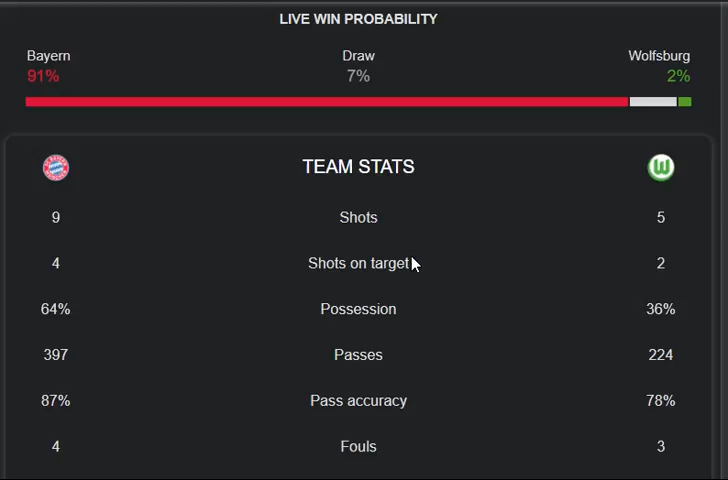 LIVE WIN PROBABILITY
Bayern Draw Wolfsburg
91% 7% 2%
TEAM STATS W
9 Shots 5
4 Shots on target 2
64% Possession 36%
397 Passes 224
87% Pass accuracy 78%
4 Fouls 3